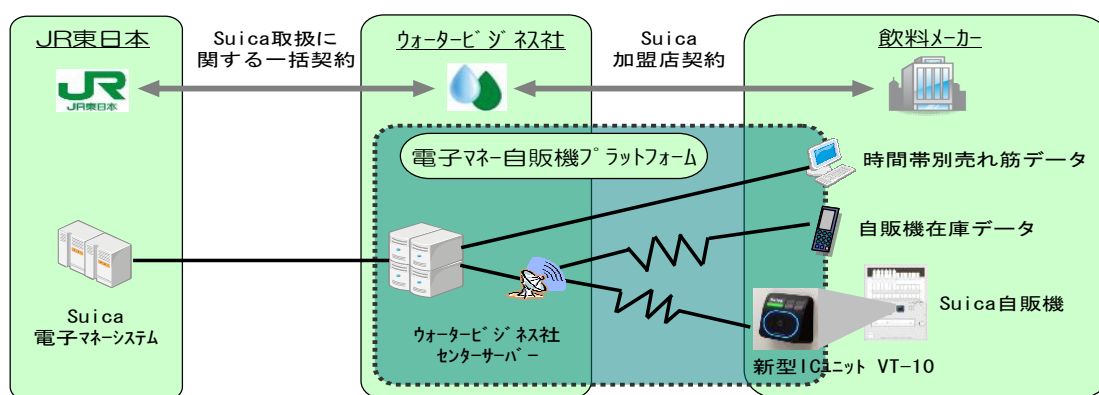 JR東日本
Suica取扱に
関する一括契約
ウォータービジネス社
Suica
加盟店契約
飲料メーカー
JR
JR東日本
電子マネー自販機プラットフォーム
時間帯別売れ筋データ
自販機在庫データ
Suica自販機
Suica
電子マネーシステム
ウォータービジネス社
センターサーバー
新型ICユニット VT-10